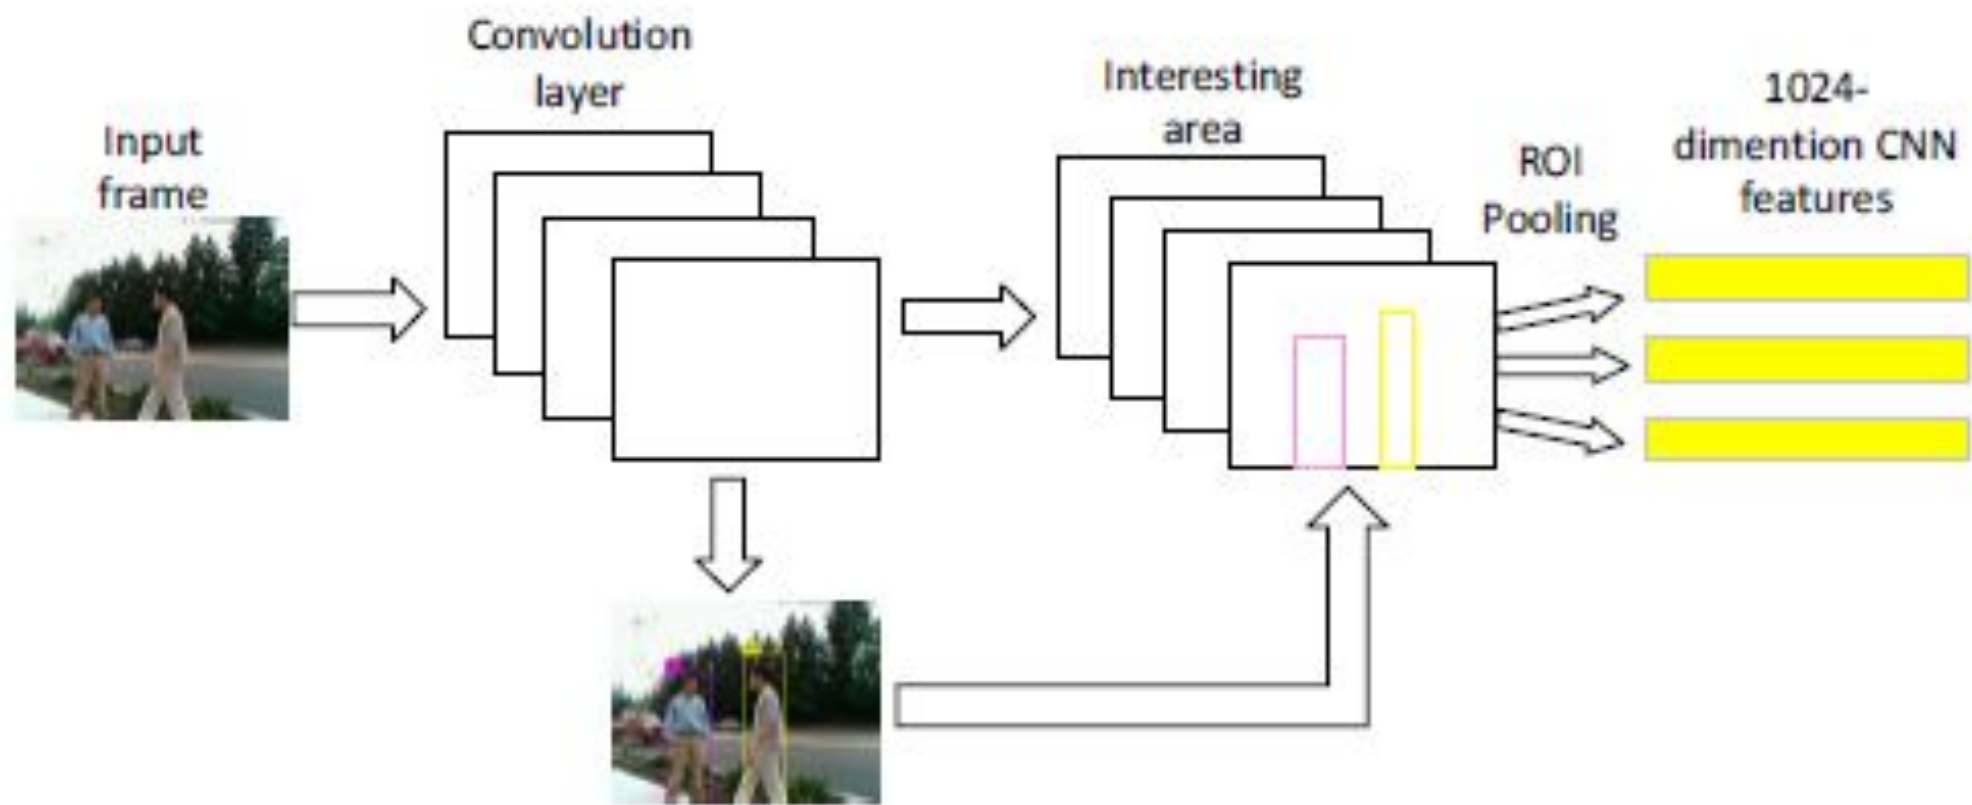 Input
frame
Convolution
layer
Interesting
area
ROI
Pooling
1024-
dimention CNN
features